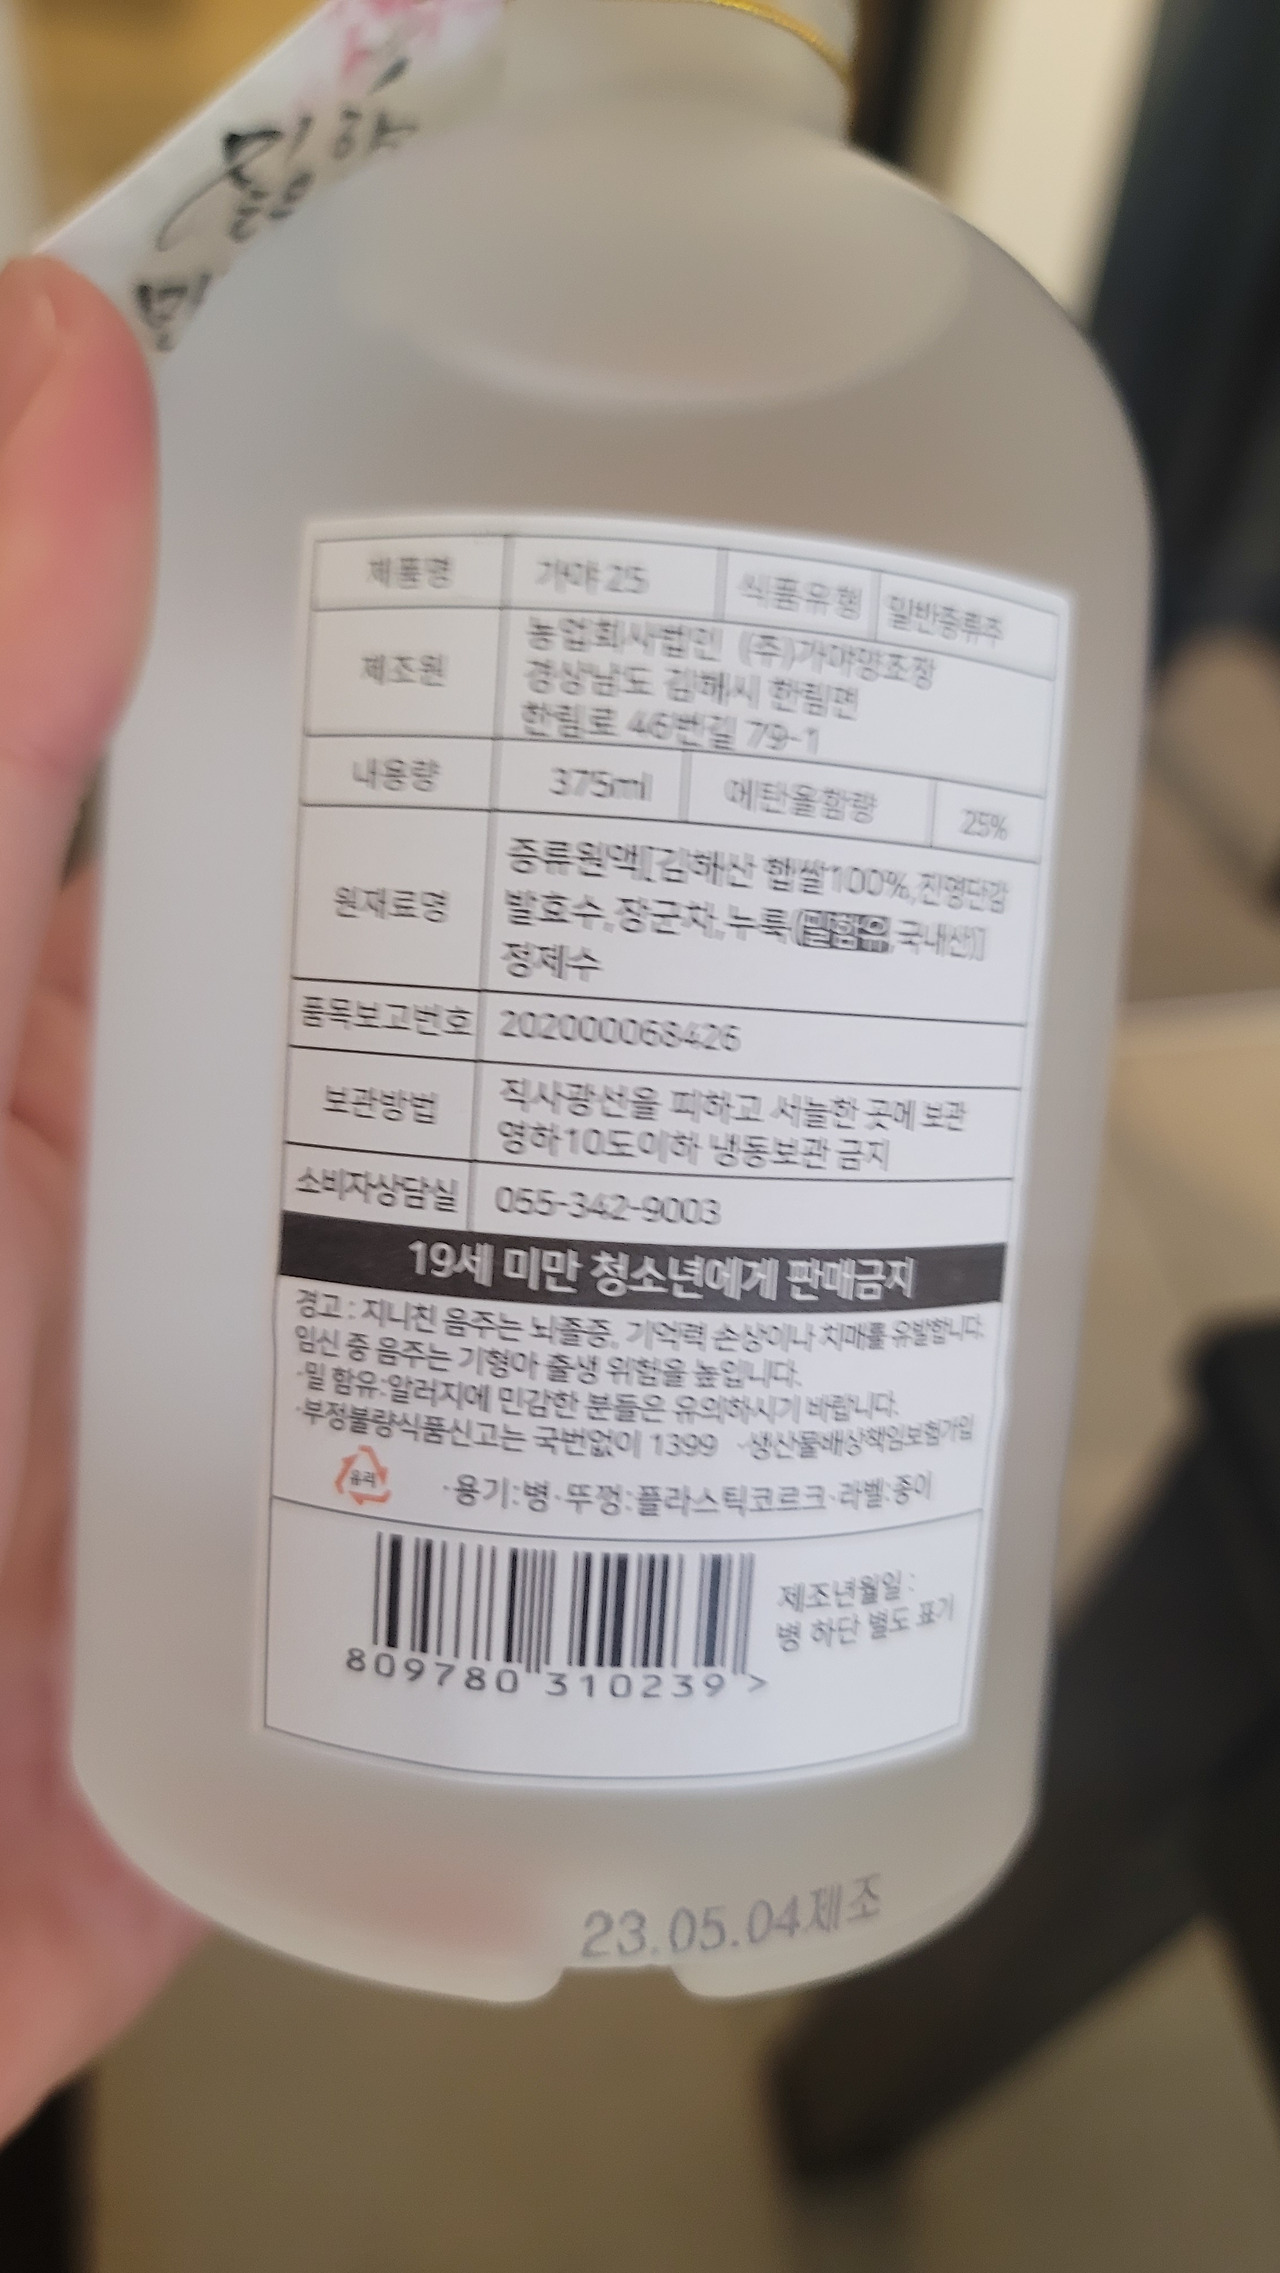 제품명 가야 25 식품유형 일반증류주
제조원 농업회사법인 (주)가야양조장
경상남도 김해시 한림면
한림로 46번길 79-1
내용량 375ml 에탄올함량 25%
원재료명 증류원액[김해산 햅쌀100%,진영단감
발효수,장군차,누룩(밀함유,국내산)]
정제수
품목보고번호 202000068426
보관방법 직사광선을 피하고 서늘한 곳에 보관
영하10도이하 냉동보관 금지
소비자상담실 055-342-9003
19세 미만 청소년에게 판매금지
경고 : 지나친 음주는 뇌졸중, 기억력 손상이나 치매를 유발합니다.
임신 중 음주는 기형아 출생 위험을 높입니다.
·밀 함유:알러지에 민감한 분들은 유의하시기 바랍니다.
·부정불량식품신고는 국번없이 1399 ·생산물배상책임보험가입
유리 ·용기:병·뚜껑:플라스틱코르크·라벨:종이
제조년월일 :
병 하단 별도 표기
809780 310239 >
23.05.04제조